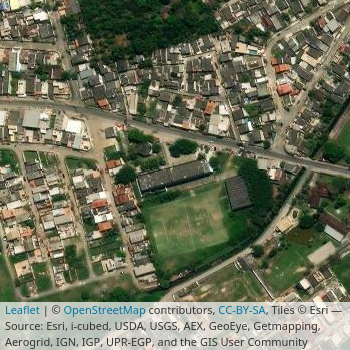 Leaflet | © OpenStreetMap contributors, CC-BY-SA, Tiles © Esri —
Source: Esri, i-cubed, USDA, USGS, AEX, GeoEye, Getmapping,
Aerogrid, IGN, IGP, UPR-EGP, and the GIS User Community